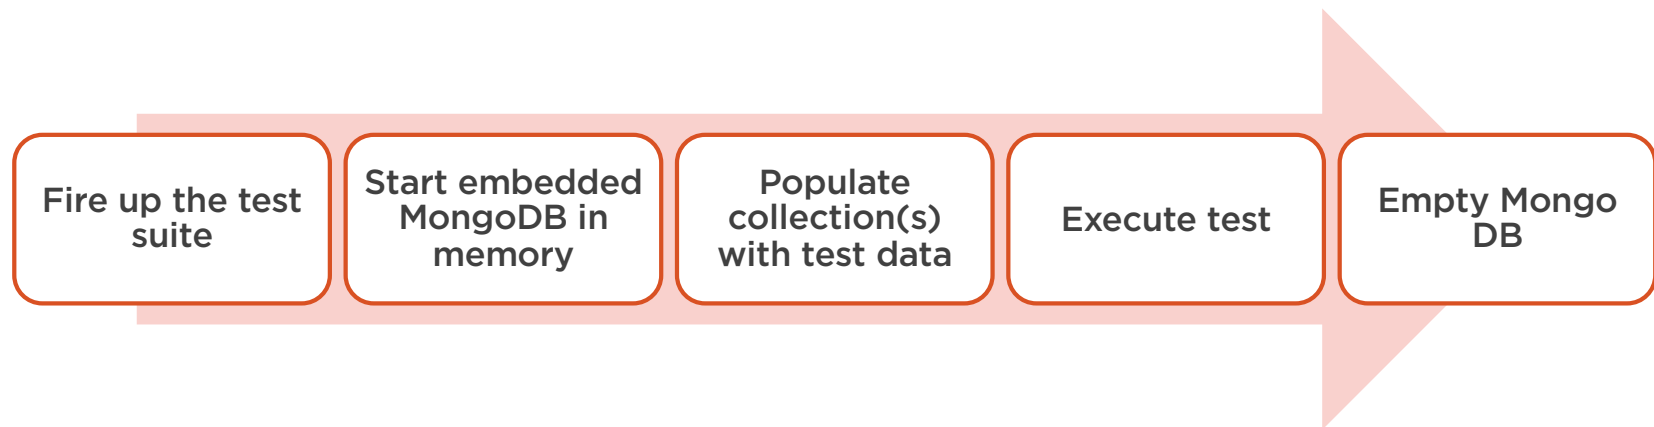 Fire up the test
suite
Start embedded
MongoDB in
memory
Populate
collection(s)
with test data
Execute test
Empty Mongo
DB